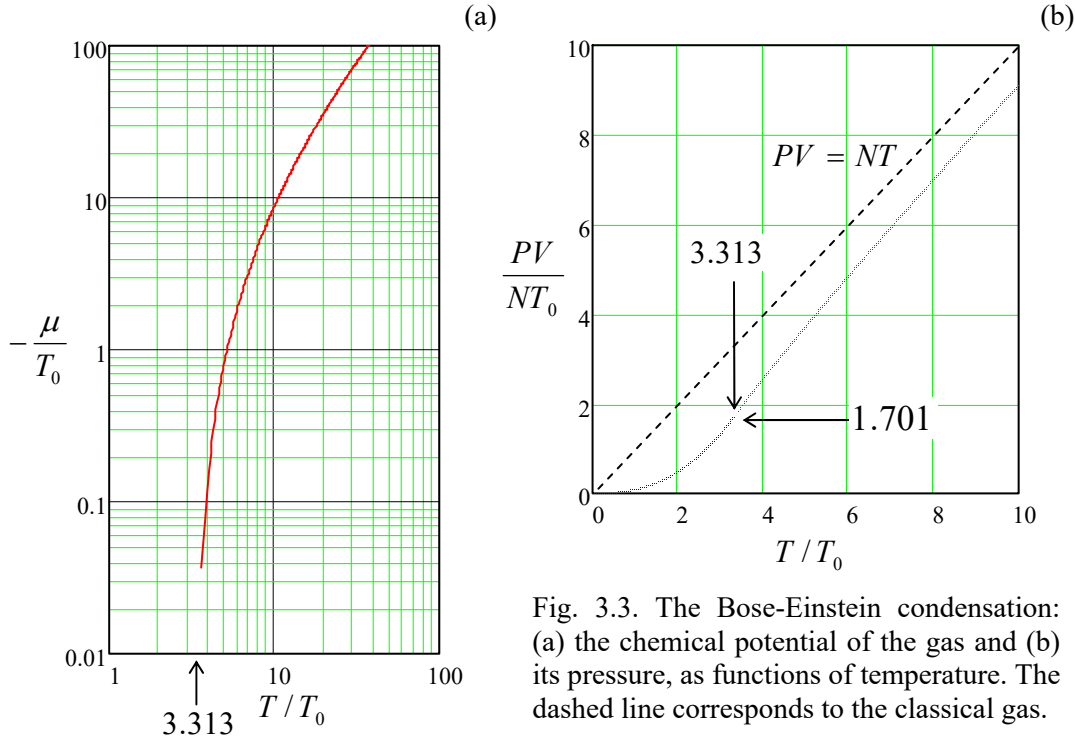 (a)
100
10
1
0.1
0.01
− μ / T₀
1 10 100
T / T₀
3.313
(b)
10
8
6
4
2
0
PV / NT₀
PV = NT
3.313
1.701
0 2 4 6 8 10
T / T₀
Fig. 3.3. The Bose-Einstein condensation:
(a) the chemical potential of the gas and (b)
its pressure, as functions of temperature. The
dashed line corresponds to the classical gas.